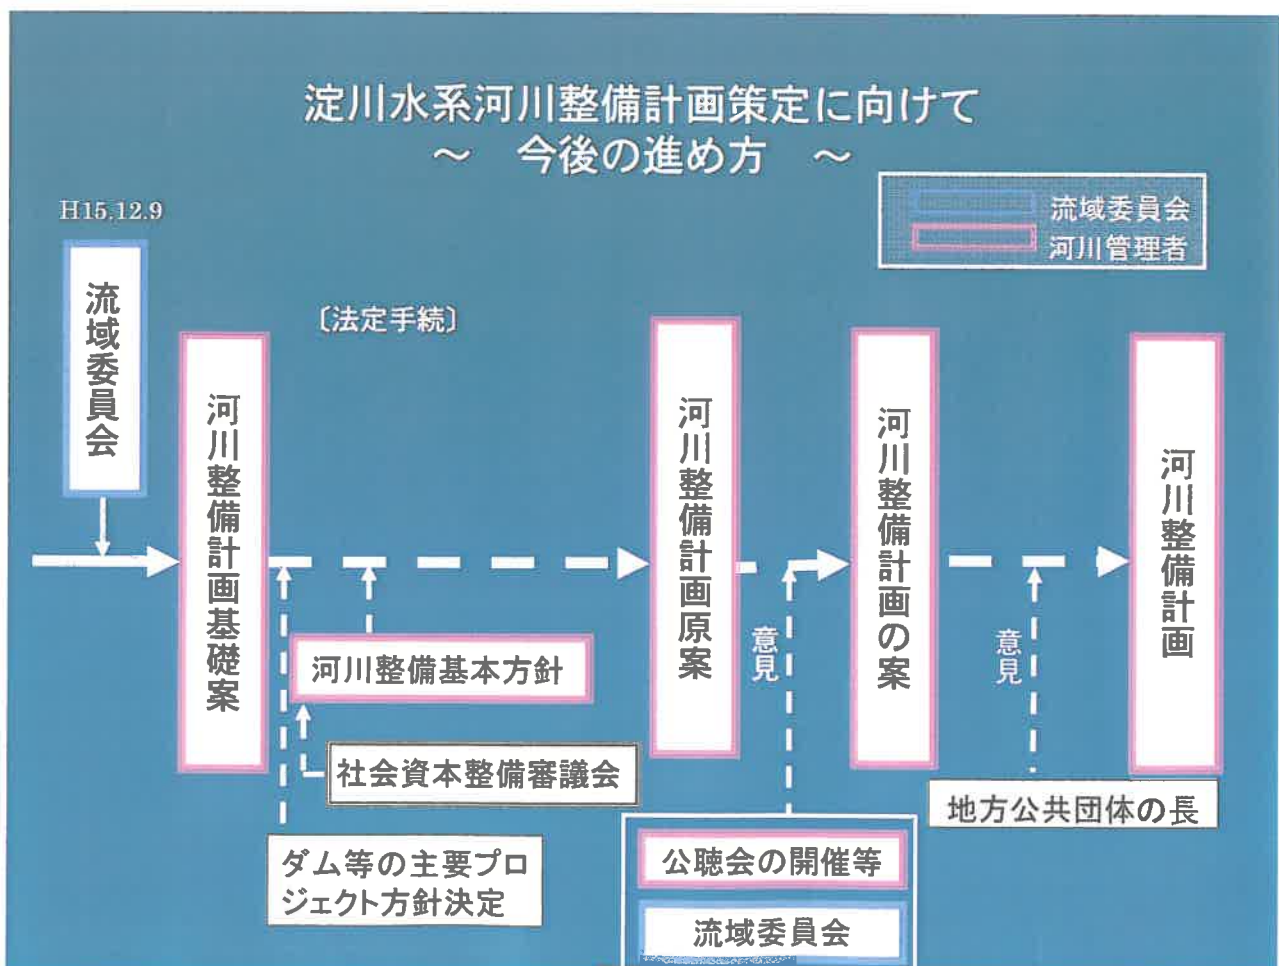 淀川水系河川整備計画策定に向けて
～　今後の進め方　～
H15,12.9
流域委員会
河川管理者
流域委員会
〔法定手続〕
河川整備計画基礎案
河川整備計画原案
河川整備計画の案
河川整備計画
意見
意見
河川整備基本方針
社会資本整備審議会
ダム等の主要プロ
ジェクト方針決定
公聴会の開催等
流域委員会
地方公共団体の長